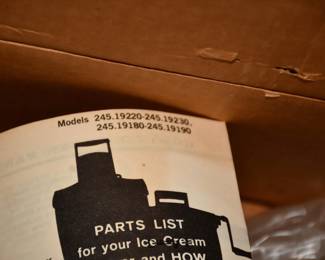 Models 245.19220-245.19230,
245.19180-245.19190
PARTS LIST
for your Ice Cream
and HOW